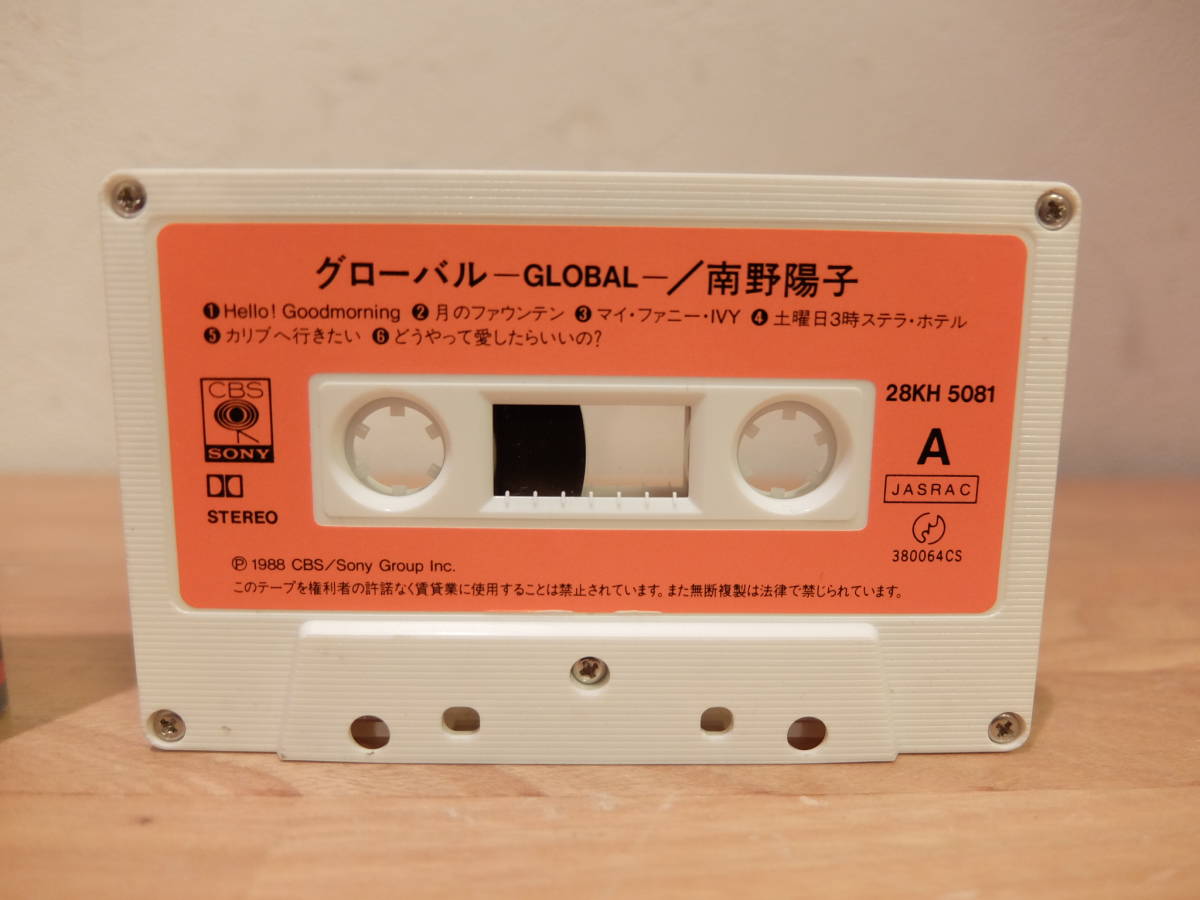 グローバル―GLOBAL―／南野陽子
❶Hello! Goodmorning ❷月のファウンテン ❸マイ・ファニー・IVY ❹土曜日3時ステラ・ホテル
❺カリブへ行きたい ❻どうやって愛したらいいの?
28KH 5081
CBS
SONY
A
JASRAC
STEREO
380064CS
Ⓟ1988 CBS/Sony Group Inc.
このテープを権利者の許諾なく賃貸業に使用することは禁止されています。また無断複製は法律で禁じられています。